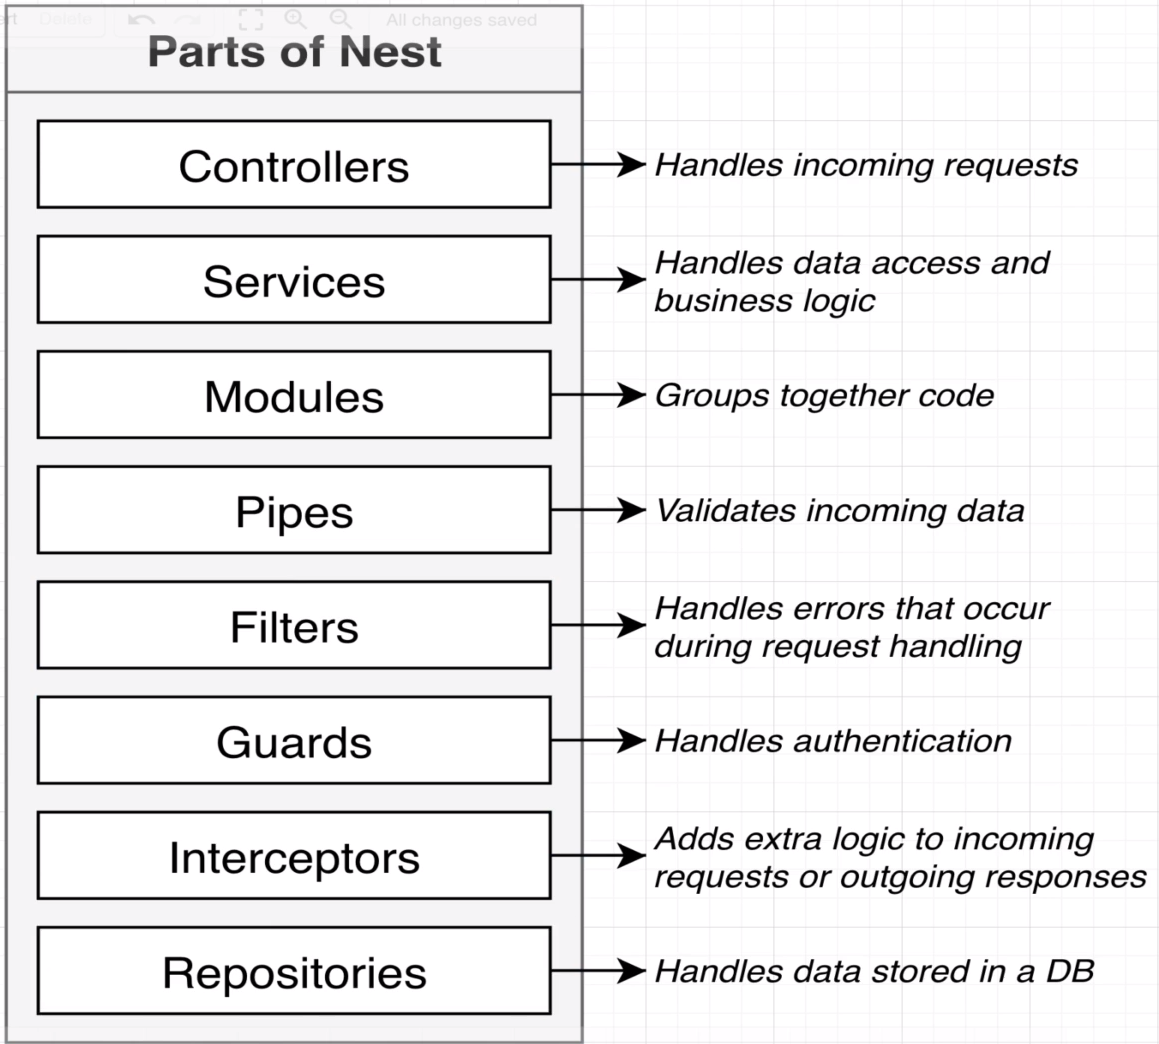 rt Delete All changes saved
Parts of Nest
Controllers
Handles incoming requests
Services
Handles data access and
business logic
Modules
Groups together code
Pipes
Validates incoming data
Filters
Handles errors that occur
during request handling
Guards
Handles authentication
Interceptors
Adds extra logic to incoming
requests or outgoing responses
Repositories
Handles data stored in a DB